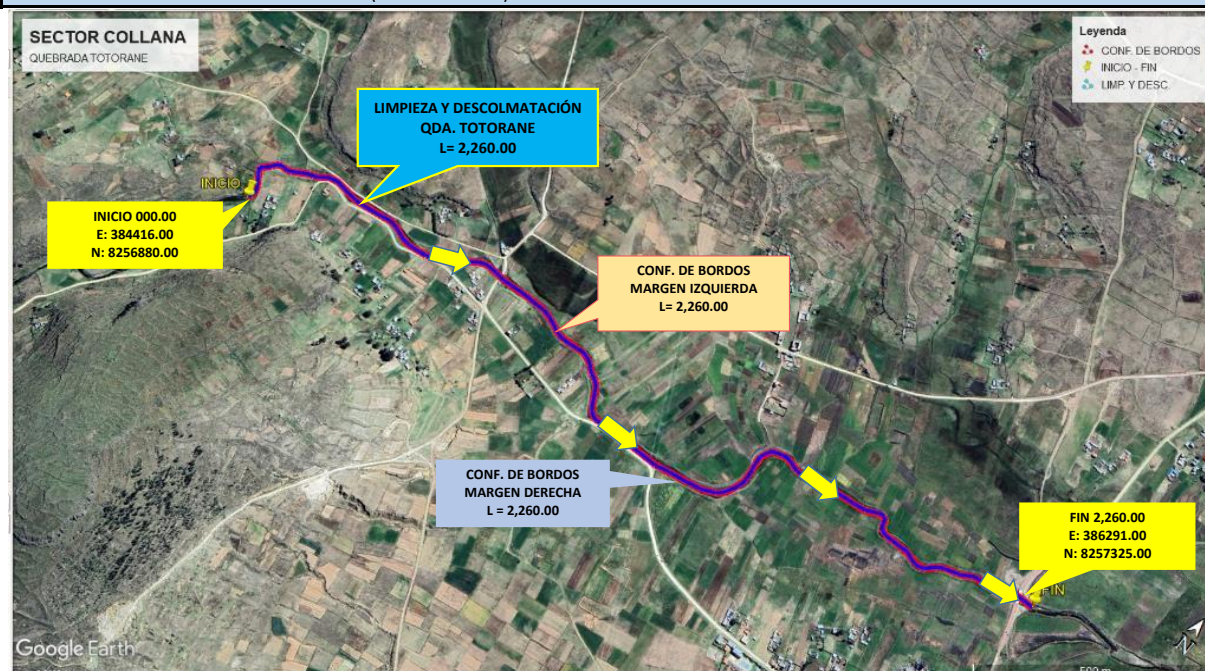 SECTOR COLLANA
QUEBRADA TOTORANE
Leyenda
CONF. DE BORDOS
INICIO - FIN
LIMP. Y DESC.
LIMPIEZA Y DESCOLMATACIÓN
QDA. TOTORANE
L= 2,260.00
INICIO
INICIO 000.00
E: 384416.00
N: 8256880.00
CONF. DE BORDOS
MARGEN IZQUIERDA
L= 2,260.00
CONF. DE BORDOS
MARGEN DERECHA
L = 2,260.00
FIN 2,260.00
E: 386291.00
N: 8257325.00
FIN
Google Earth
N
500 m